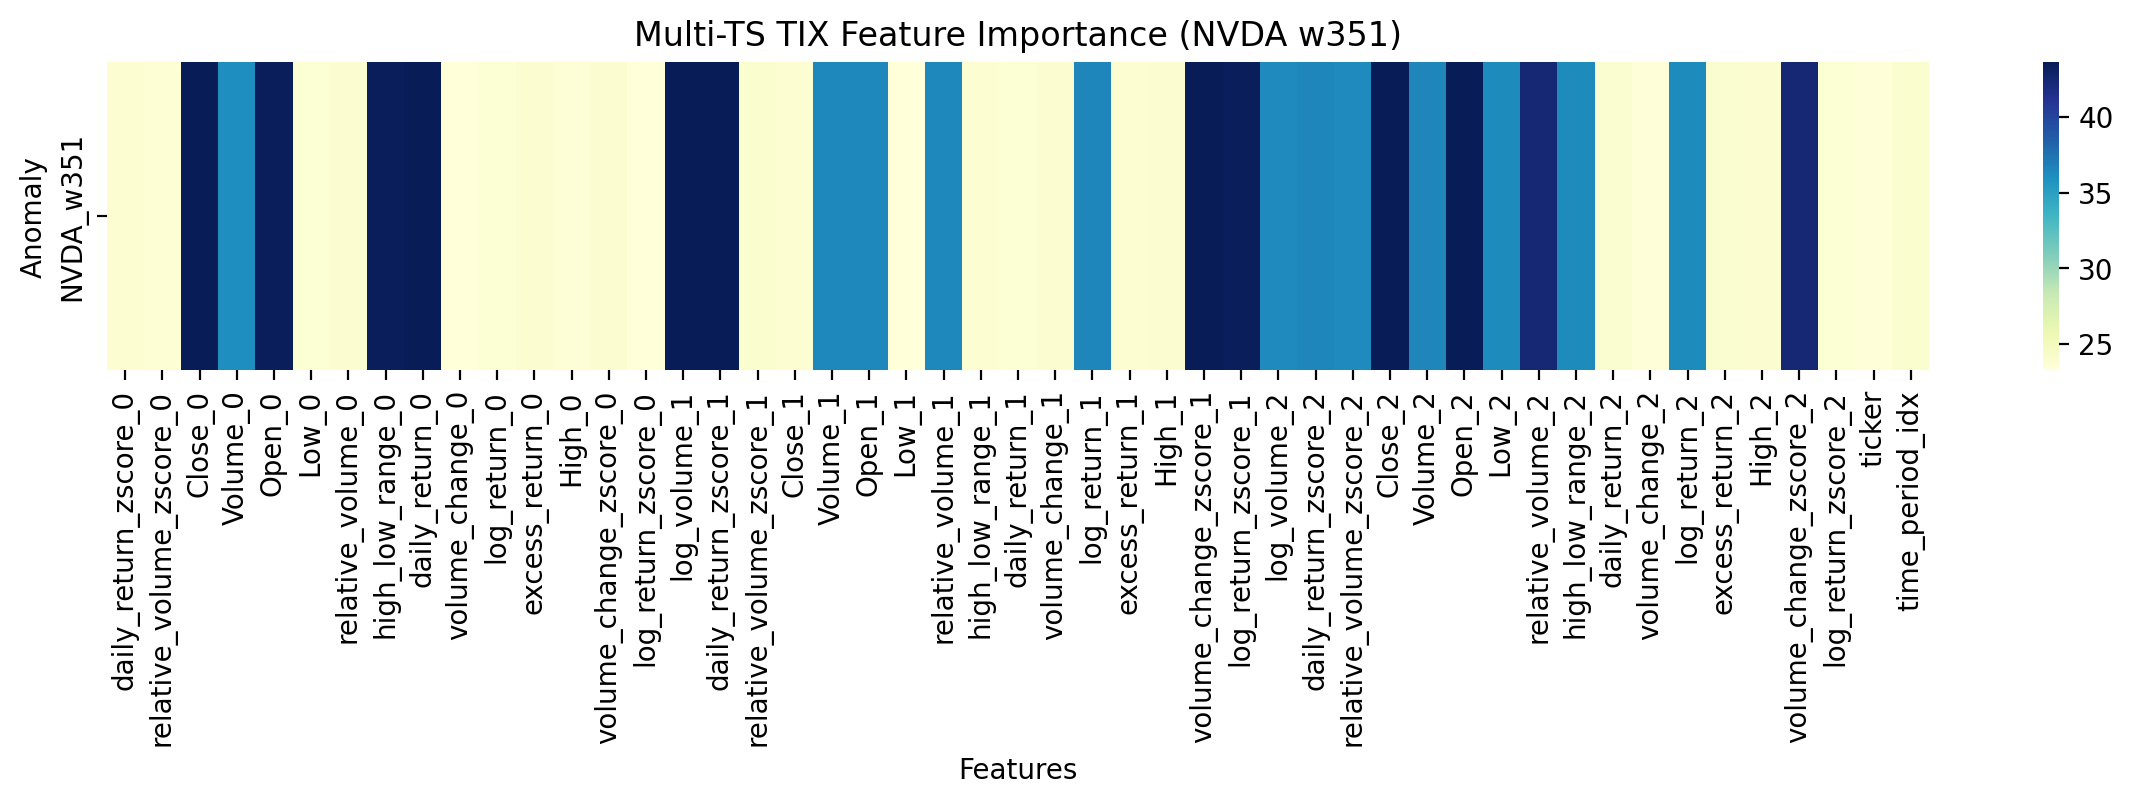 Multi-TS TIX Feature Importance (NVDA w351)
Anomaly
NVDA_w351
40
35
30
25
daily_return_zscore_0
relative_volume_zscore_0
Close_0
Volume_0
Open_0
Low_0
relative_volume_0
high_low_range_0
daily_return_0
volume_change_0
log_return_0
excess_return_0
High_0
volume_change_zscore_0
log_return_zscore_0
log_volume_1
daily_return_zscore_1
relative_volume_zscore_1
Close_1
Volume_1
Open_1
Low_1
relative_volume_1
high_low_range_1
daily_return_1
volume_change_1
log_return_1
excess_return_1
High_1
volume_change_zscore_1
log_return_zscore_1
log_volume_2
daily_return_zscore_2
relative_volume_zscore_2
Close_2
Volume_2
Open_2
Low_2
relative_volume_2
high_low_range_2
daily_return_2
volume_change_2
log_return_2
excess_return_2
High_2
volume_change_zscore_2
log_return_zscore_2
ticker
time_period_idx
Features